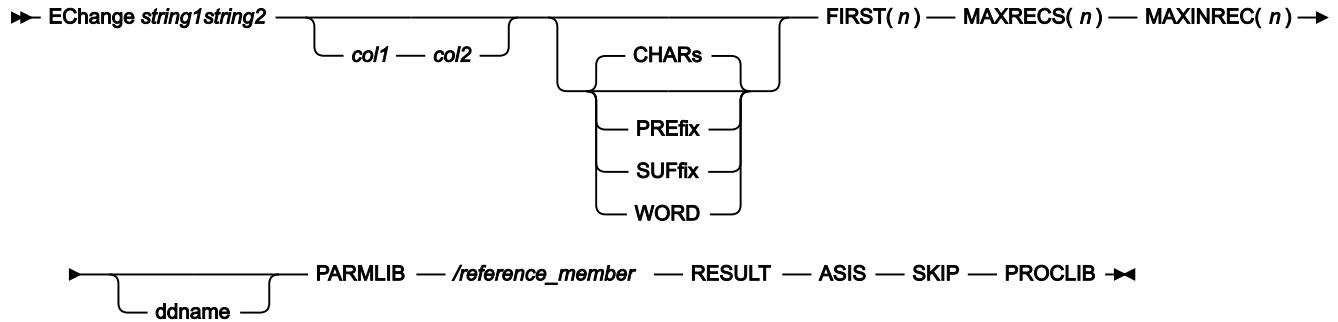 EChange string1string2 FIRST( n ) MAXRECS( n ) MAXINREC( n )
col1 col2
CHARs
PREfix
SUFfix
WORD
PARMLIB /reference_member RESULT ASIS SKIP PROCLIB
ddname